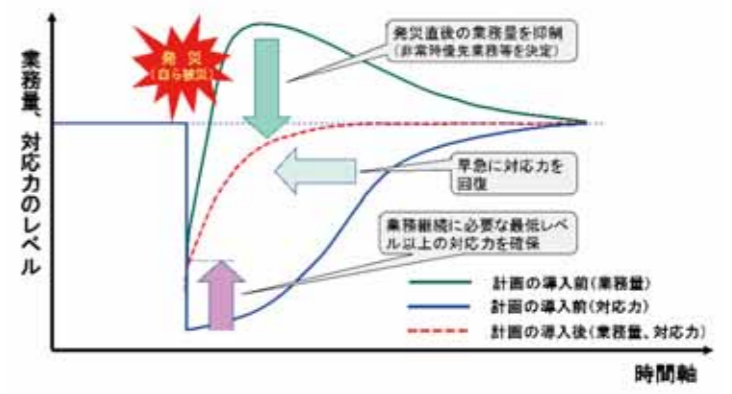 発災直後の業務量を抑制
(非常時優先業務等を決定)
発 災
(自ら被災)
業務量、対応力のレベル
早急に対応力を
回復
業務継続に必要な最低レベ
ル以上の対応力を確保
計画の導入前(業務量)
計画の導入前(対応力)
計画の導入後(業務量、対応力)
時間軸